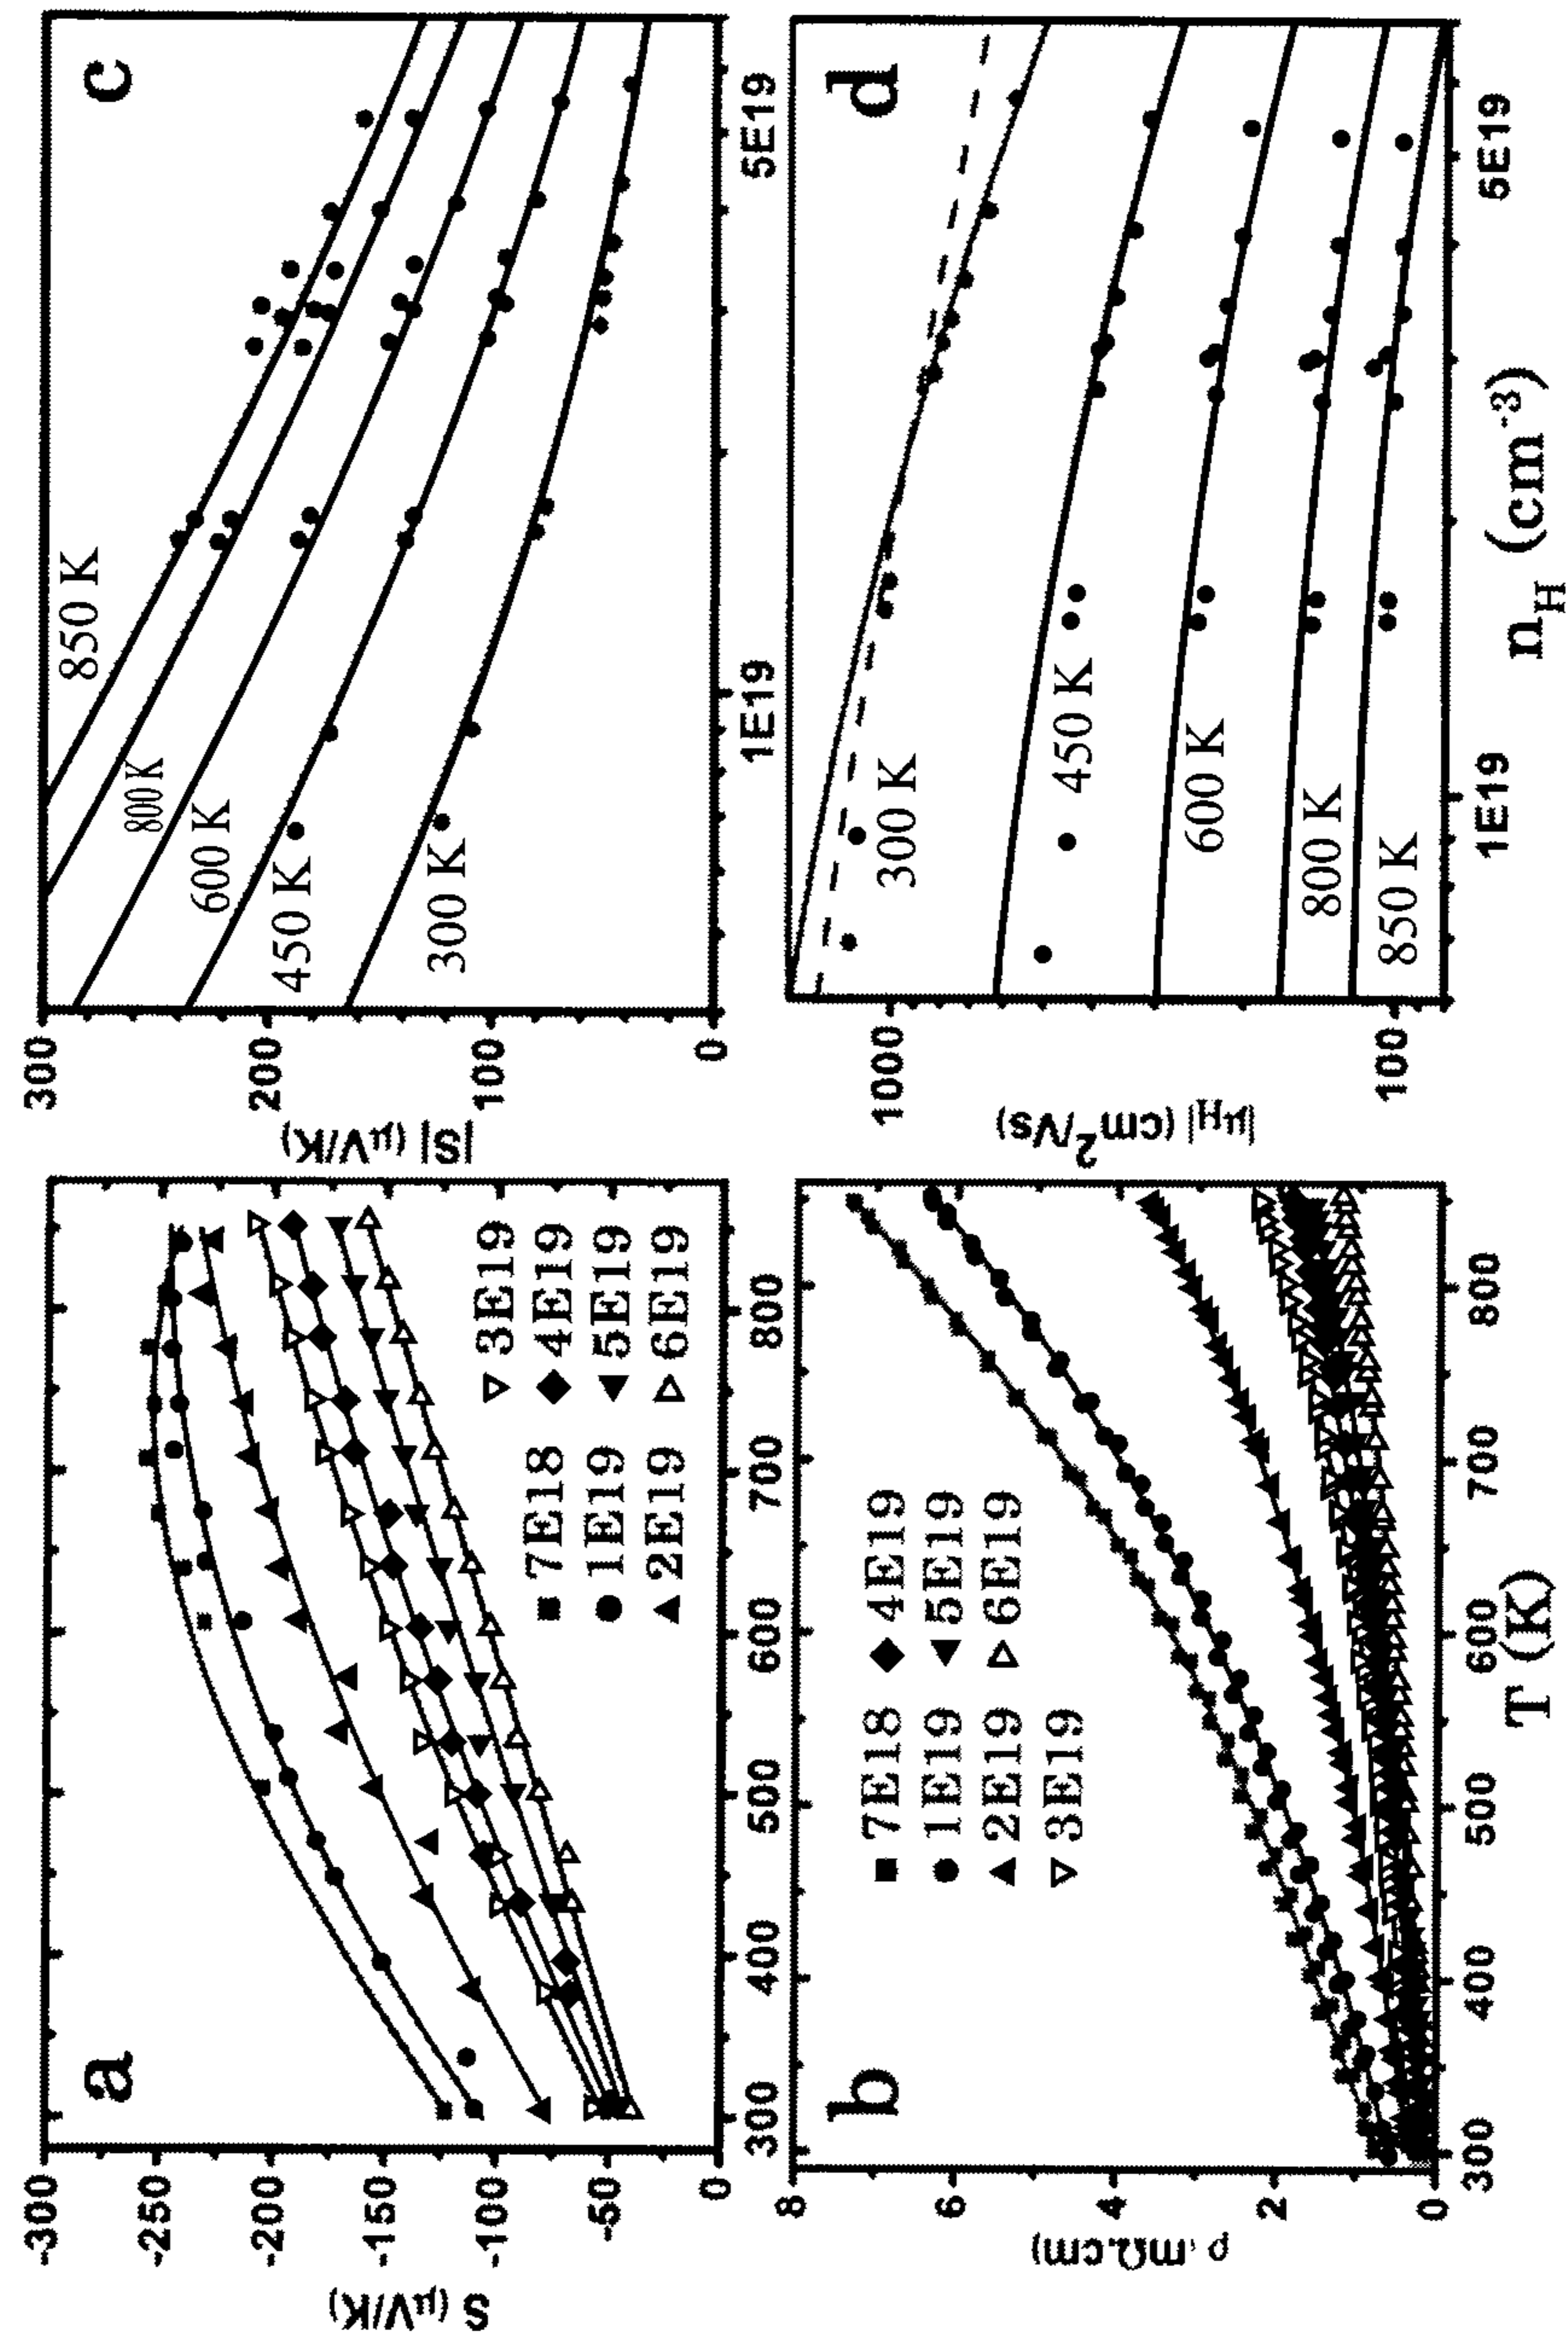 a
-300
-250
-200
-150
-100
-50
0
S (μV/K)
7E18
3E19
1E19
4E19
2E19
5E19
6E19
300 400 500 600 700 800
c
300
200
100
0
|S| (μV/K)
850 K
800 K
600 K
450 K
300 K
1E19 5E19
b
8
6
4
2
0
ρ (mΩ.cm)
7E18 4E19
1E19 5E19
2E19 6E19
3E19
300 400 500 600 700 800
T (K)
d
1000
100
|μH| (cm²/Vs)
300 K
450 K
600 K
800 K
850 K
1E19 5E19
nH (cm⁻³)